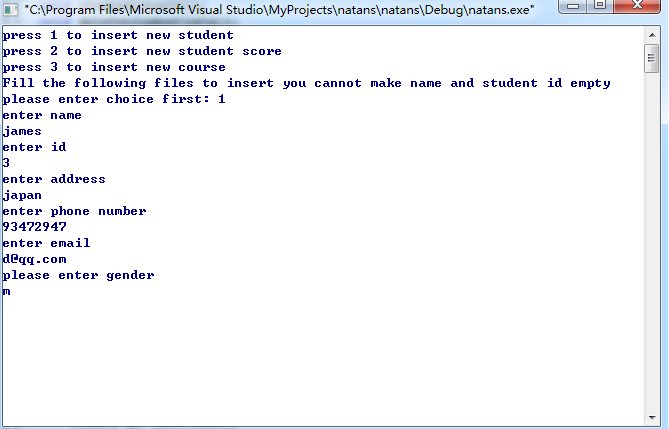 "C:\Program Files\Microsoft Visual Studio\MyProjects\natans\natans\Debug\natans.exe"
press 1 to insert new student
press 2 to insert new student score
press 3 to insert new course
Fill the following files to insert you cannot make name and student id empty
please enter choice first: 1
enter name
james
enter id
3
enter address
japan
enter phone number
93472947
enter email
d@qq.com
please enter gender
m